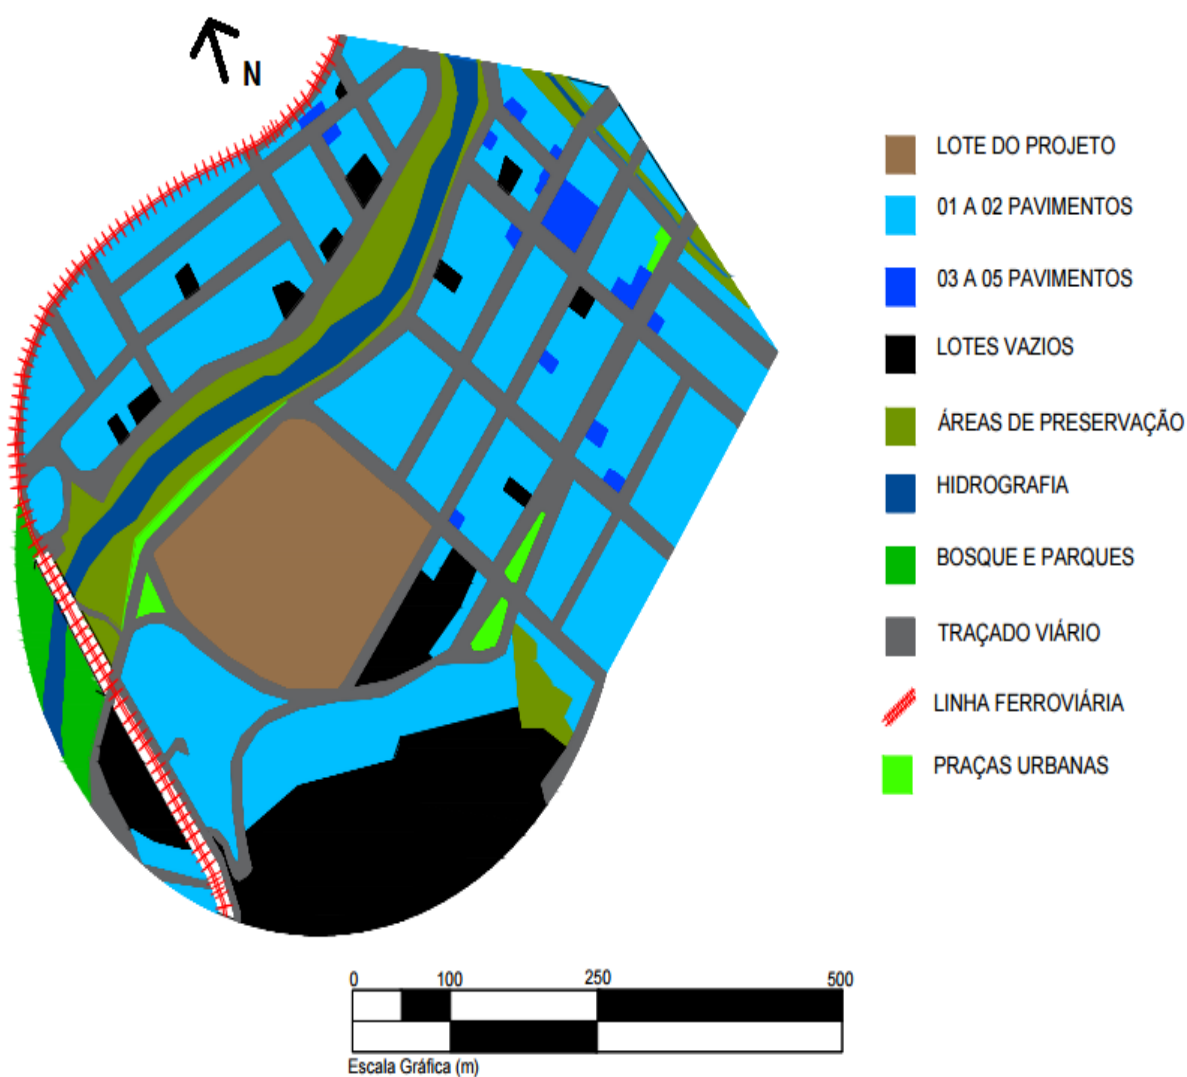 N
LOTE DO PROJETO
01 A 02 PAVIMENTOS
03 A 05 PAVIMENTOS
LOTES VAZIOS
ÁREAS DE PRESERVAÇÃO
HIDROGRAFIA
BOSQUE E PARQUES
TRAÇADO VIÁRIO
LINHA FERROVIÁRIA
PRAÇAS URBANAS
0 100 250 500
Escala Gráfica (m)